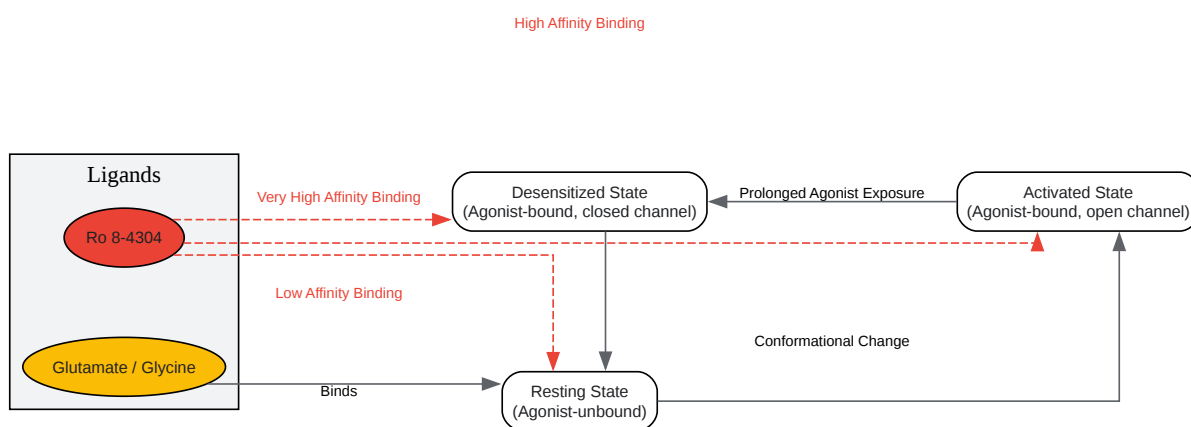 High Affinity Binding
Ligands
Very High Affinity Binding
Desensitized State
(Agonist-bound, closed channel)
Prolonged Agonist Exposure
Activated State
(Agonist-bound, open channel)
Ro 8-4304
Low Affinity Binding
Conformational Change
Glutamate / Glycine
Binds
Resting State
(Agonist-unbound)